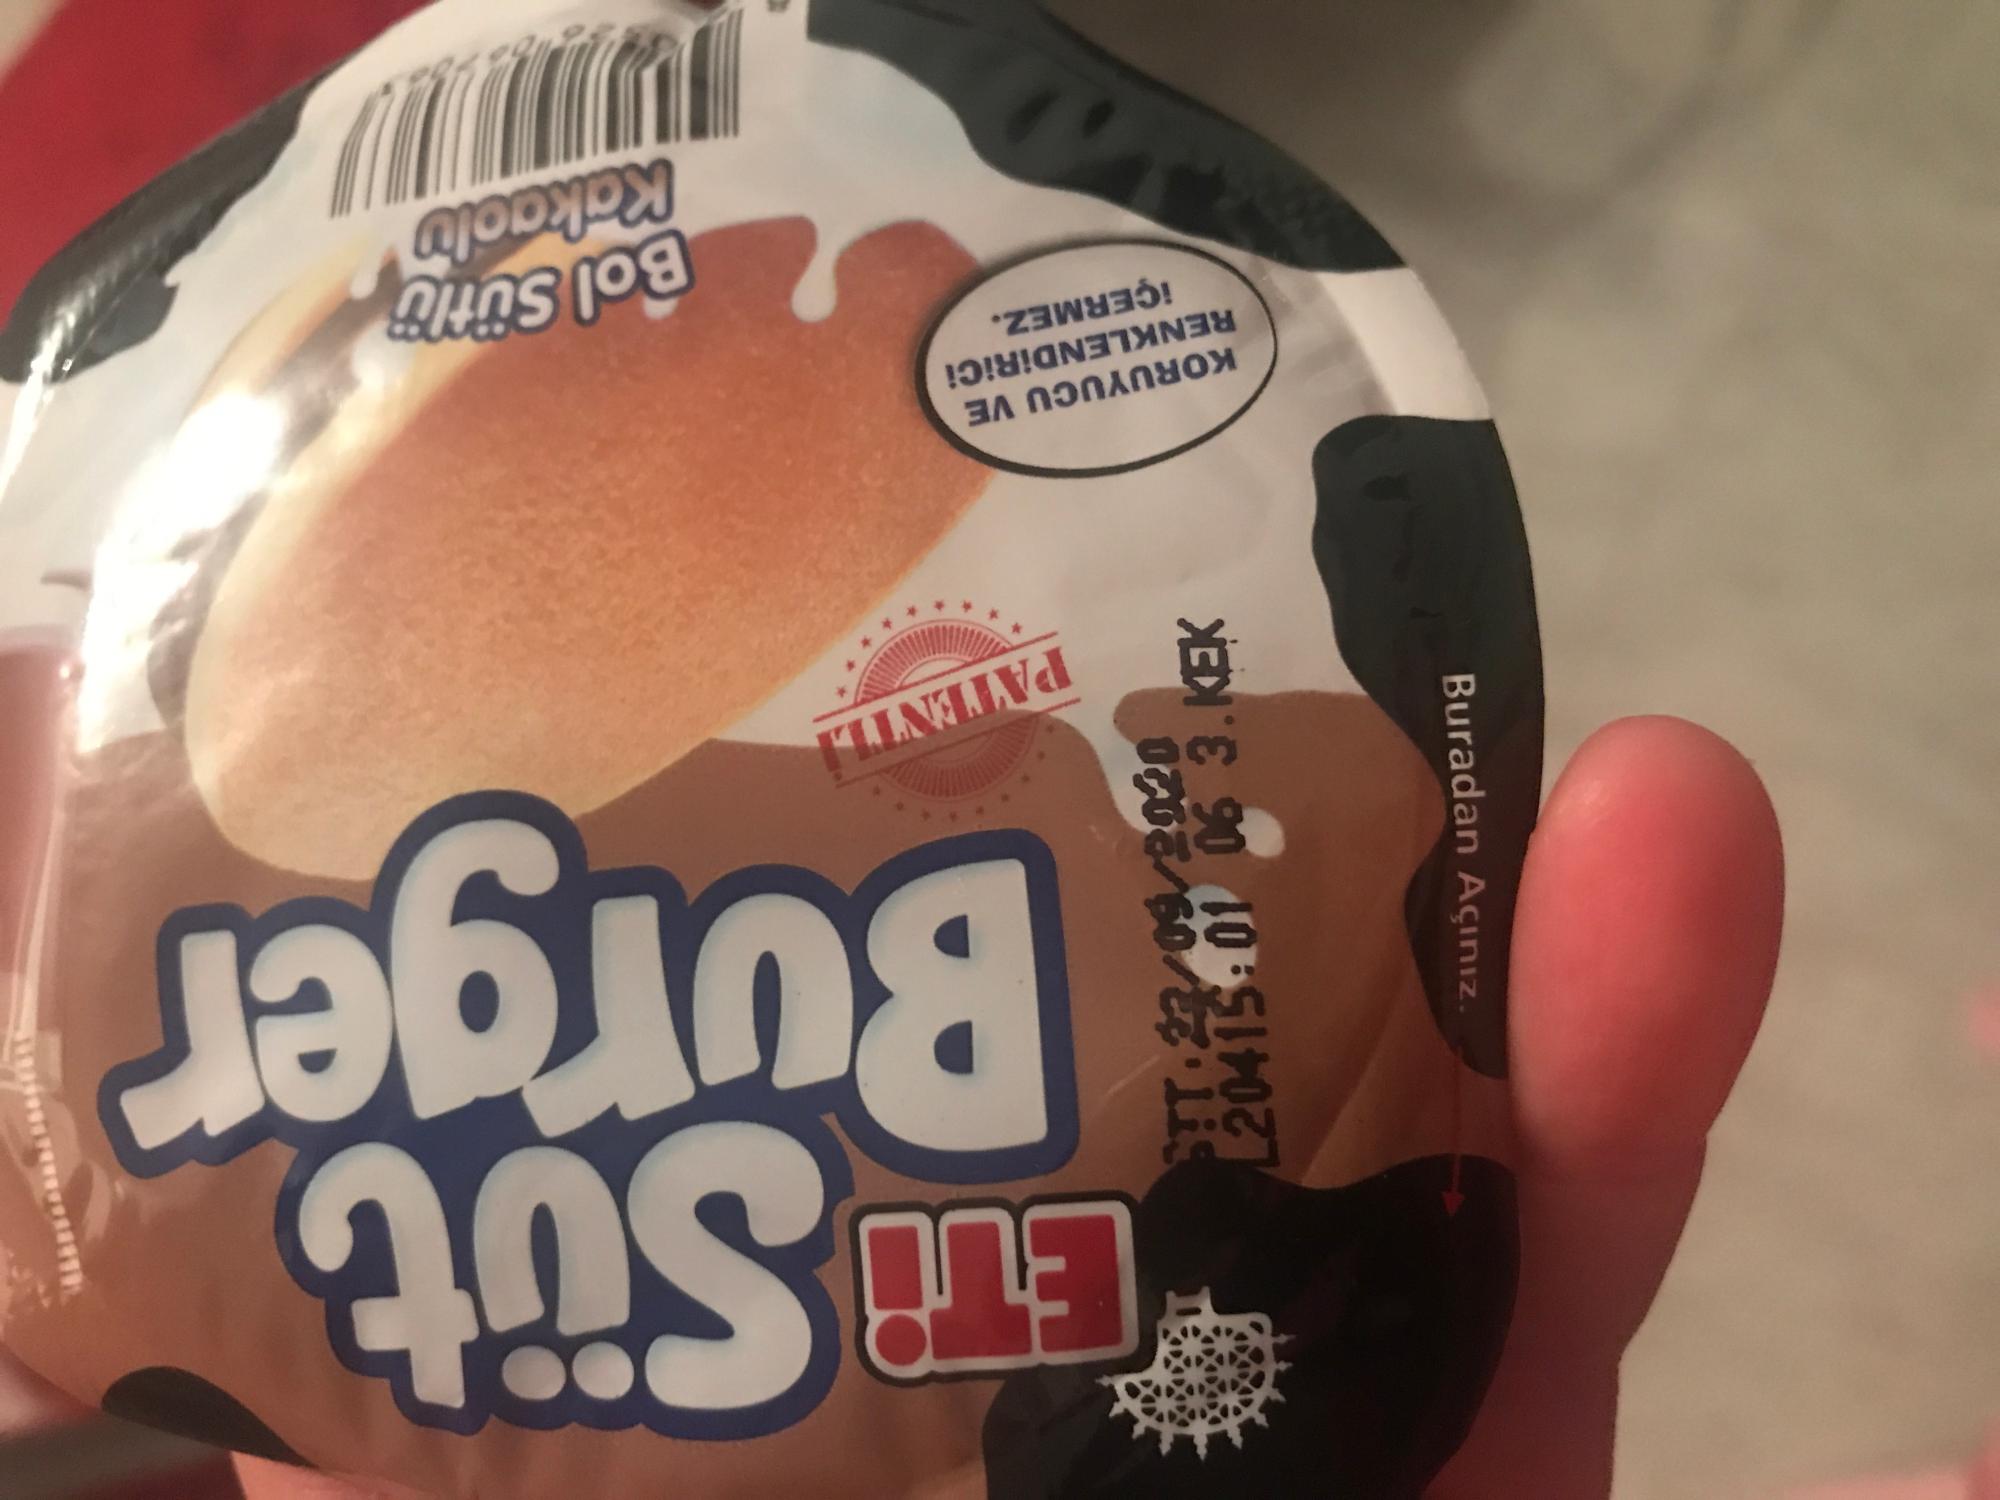 ETİ
Süt
Burger
PATENTLİ
KORUYUCU VE
RENKLENDİRİCİ
İÇERMEZ.
Bol Sütlü
Kakaolu
Buradan Açınız.
L20415:01 06 3.KEK